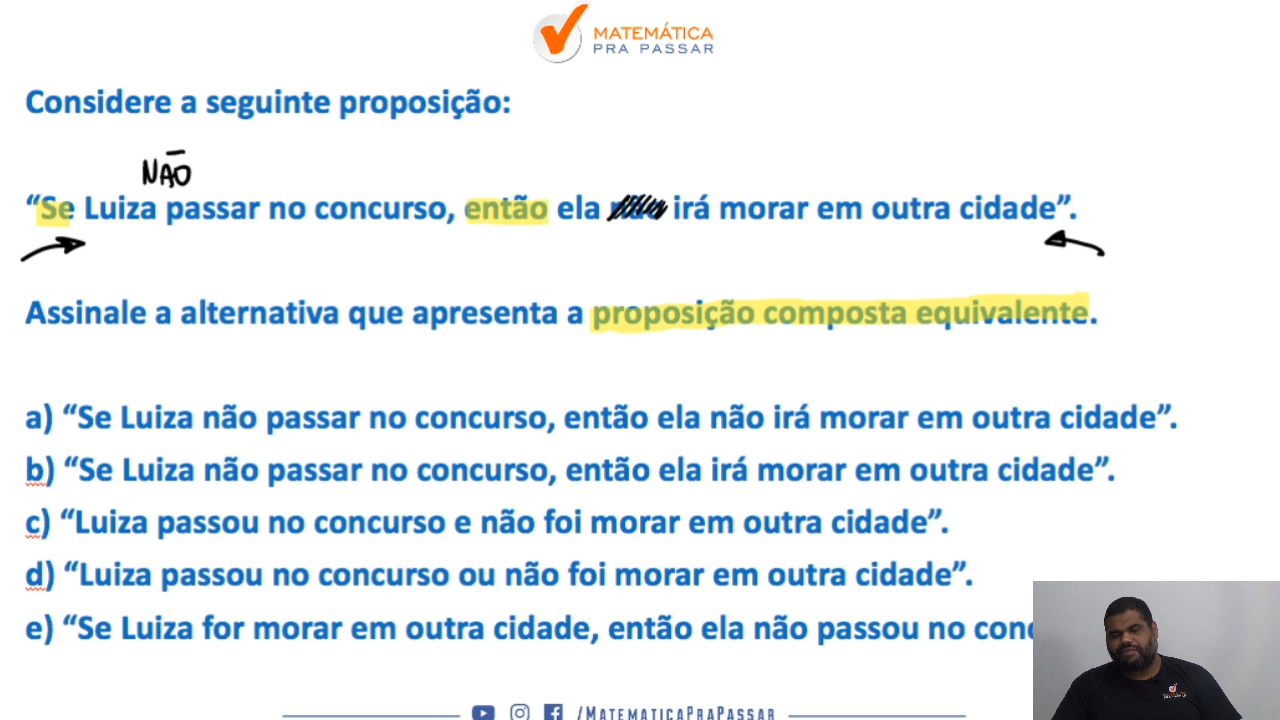 MATEMÁTICA
PRA PASSAR
Considere a seguinte proposição:
NÃO
“Se Luiza passar no concurso, então ela irá morar em outra cidade”.
Assinale a alternativa que apresenta a proposição composta equivalente.
a) “Se Luiza não passar no concurso, então ela não irá morar em outra cidade”.
b) “Se Luiza não passar no concurso, então ela irá morar em outra cidade”.
c) “Luiza passou no concurso e não foi morar em outra cidade”.
d) “Luiza passou no concurso ou não foi morar em outra cidade”.
e) “Se Luiza for morar em outra cidade, então ela não passou no
/MATEMATICAPRAPASSAR